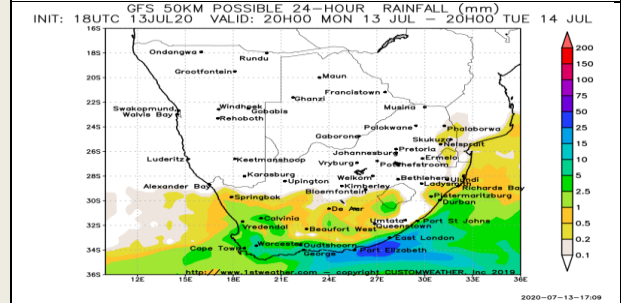 GFS 50KM POSSIBLE 24-HOUR RAINFALL (mm)
INIT: 18UTC 13JUL20 VALID: 20H00 MON 13 JUL – 20H00 TUE 14 JUL
16S
Ondangwa
Rundu
18S
Grootfontein
Maun
20S
Francistown
Ghanzi
Musina
22S
Swakopmund
Windhoek
Gobabis
Walvis Bay
Rehoboth
24S
Polokwane
Phalaborwa
Gaborone
Skukuza
Nelspruit
26S
Johannesburg
Pretoria
Luderitz
Keetmanshoop
Vryburg
Potchefstroom
Ermelo
28S
Karasburg
Upington
Welkom
Bethlehem
Ulundi
Alexander Bay
Kimberley
Ladysmith
Richards Bay
Springbok
Bloemfontein
Pietermaritzburg
30S
De Aar
Durban
Calvinia
Umtata
Port St Johns
32S
Vredendal
Beaufort West
Queenstown
East London
34S
Cape Town
Worcester
Oudtshoorn
George
Port Elizabeth
http://www.1stweather.com – copyright CUSTOMWEATHER, Inc 2019
36S
15E 18E 21E 24E 27E 30E 33E 36E
200
150
100
75
50
25
15
10
5
2.5
1
0.5
0.2
0.1
2020-07-13-17:09